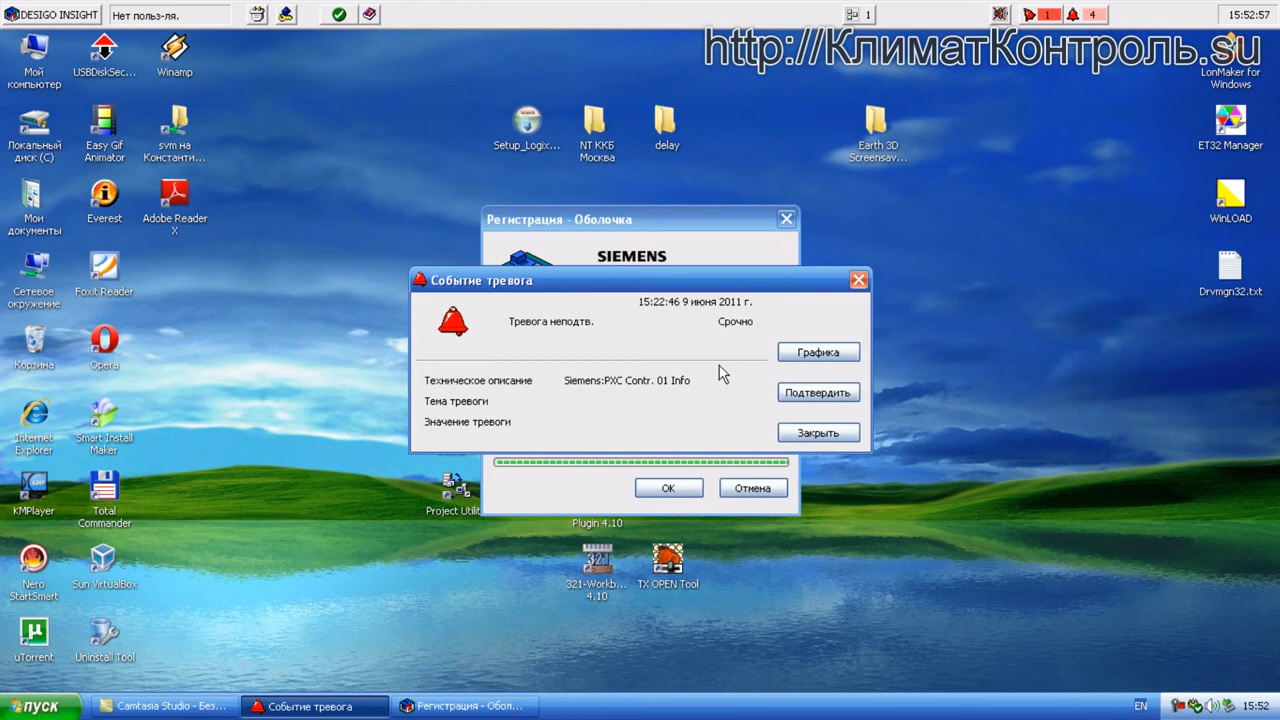 DESIGO INSIGHT
Нет польз-ля.
1
1
4
15:52:57
http://КлиматКонтроль.su
Мой
компьютер
USBDiskSec...
Winamp
LonMaker for
Windows
Локальный
диск (C)
Easy Gif
Animator
svm на
Константи...
Setup_Logix...
NT ККБ
Москва
delay
Earth 3D
Screensav...
ET32 Manager
Мои
документы
Everest
Adobe Reader
X
WinLOAD
Регистрация - Оболочка
SIEMENS
Сетевое
окружение
Foxit Reader
Drvmgn32.txt
Событие тревога
15:22:46 9 июня 2011 г.
Тревога неподтв.
Срочно
Графика
Техническое описание
Siemens:PXC Contr. 01 Info
Подтвердить
Тема тревоги
Значение тревоги
Закрыть
Корзина
Opera
Internet
Explorer
Smart Install
Maker
OK
Отмена
KMPlayer
Total
Commander
Project Utilit
Plugin 4.10
Nero
StartSmart
Sun VirtualBox
321-Workb...
4.10
TX OPEN Tool
uTorrent
Uninstall Tool
пуск
Camtasia Studio - Без...
Событие тревога
Регистрация - Обол...
EN
15:52